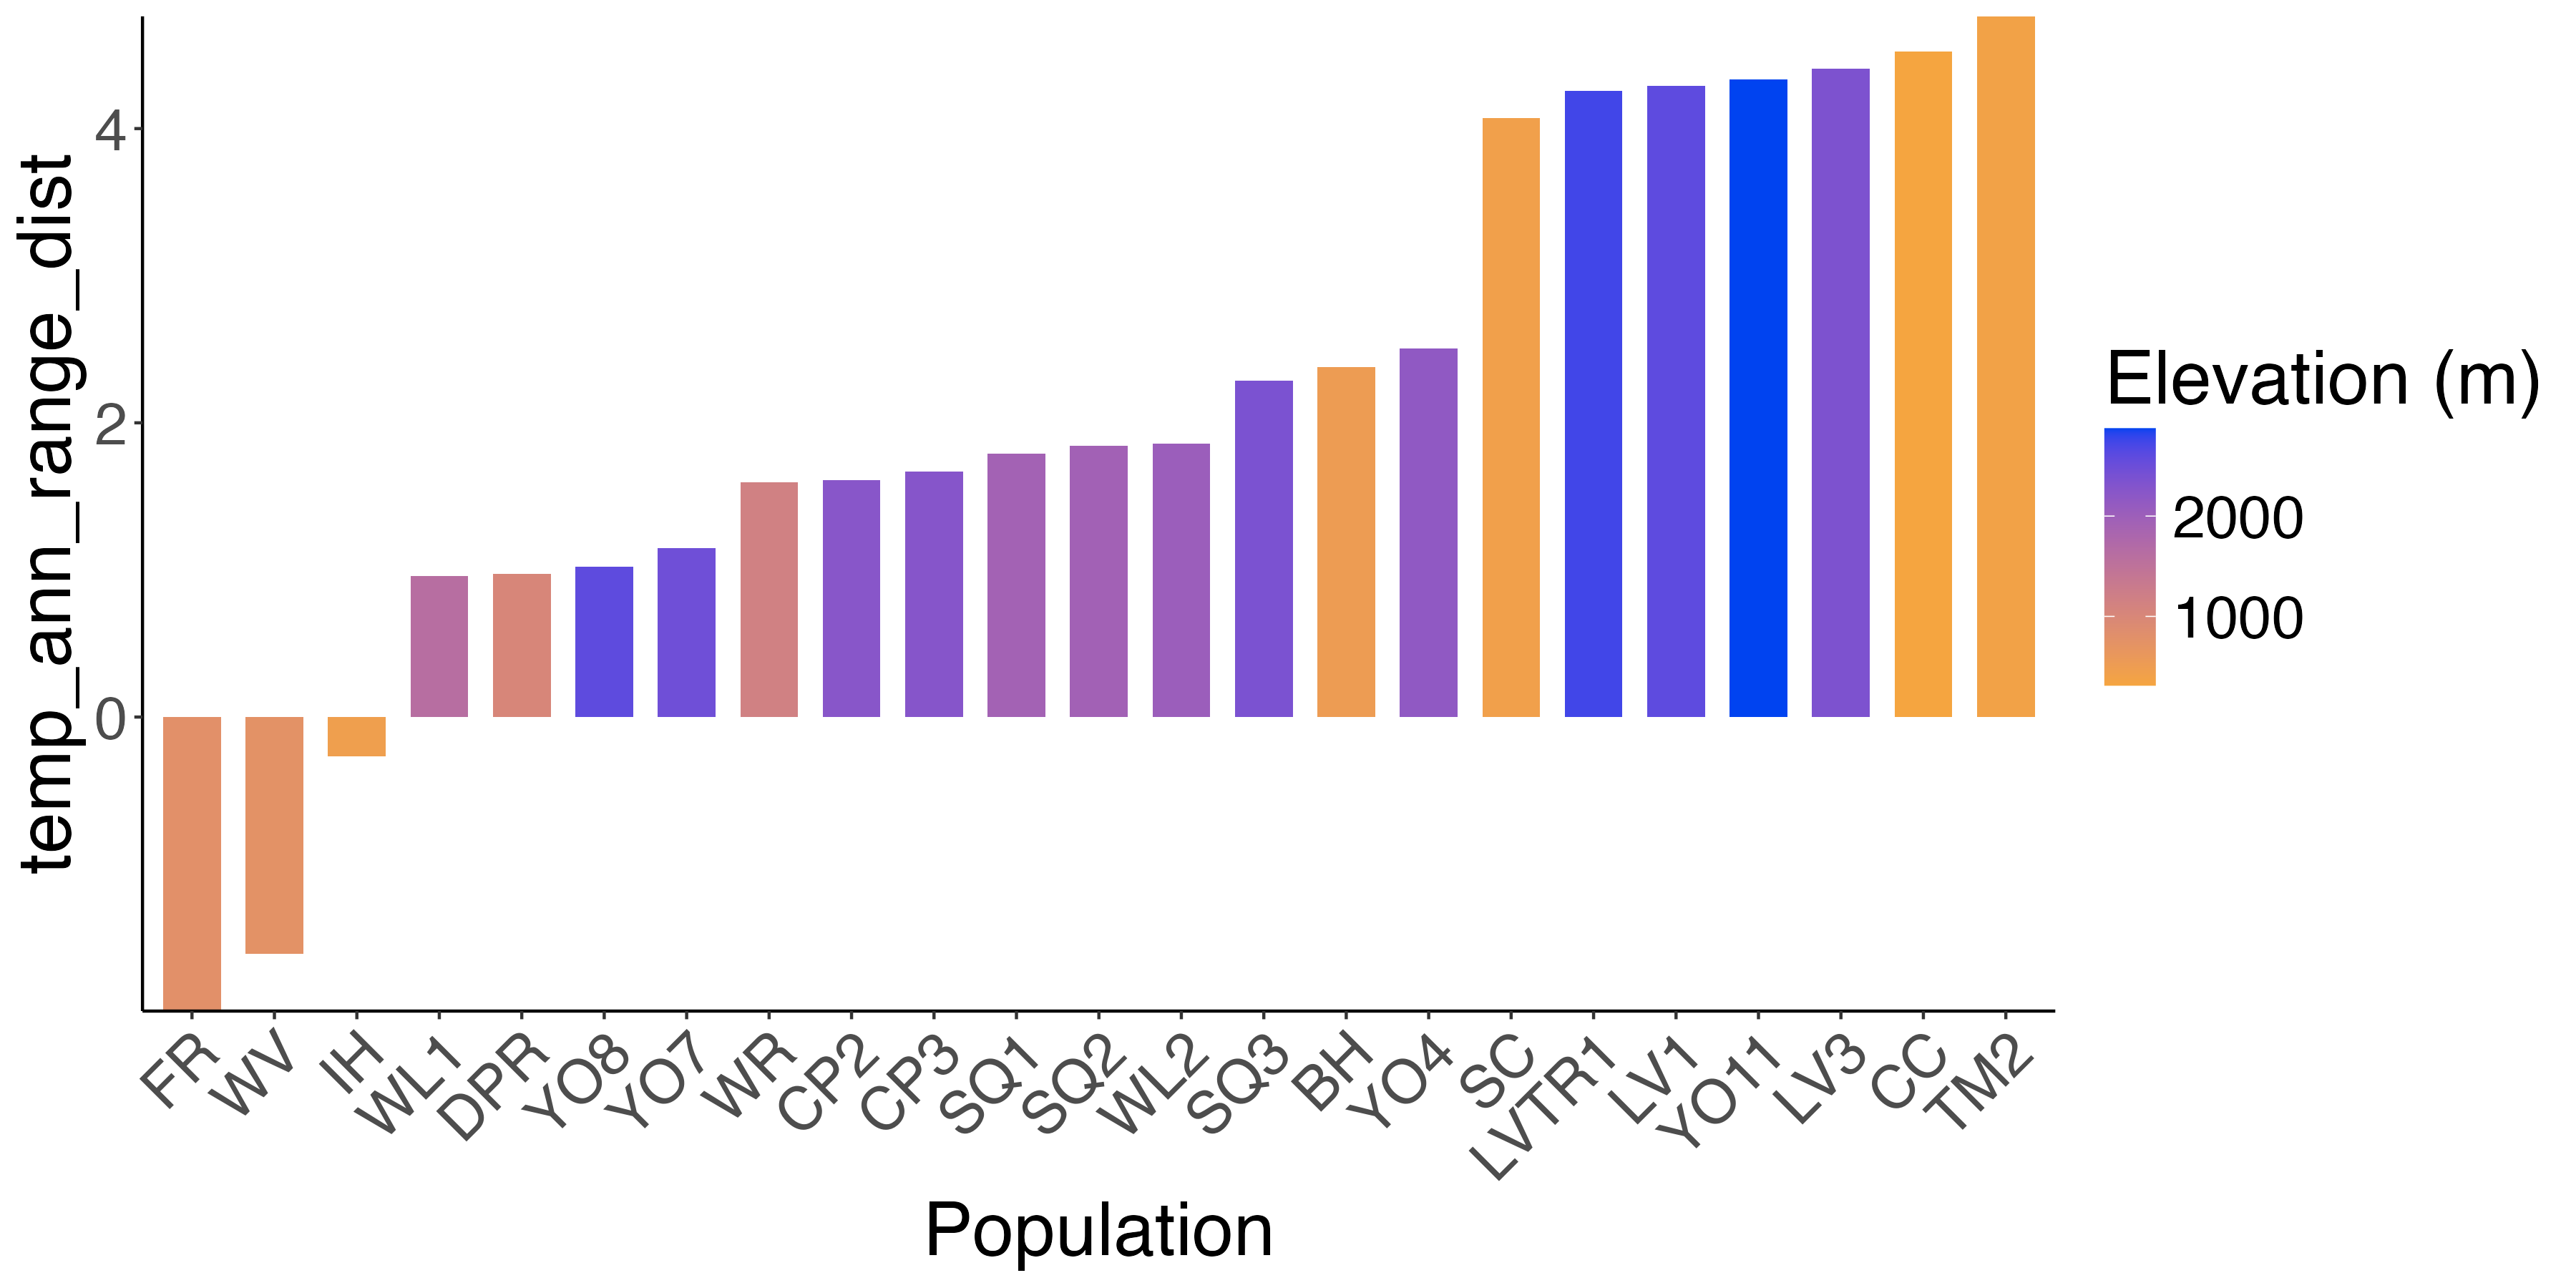 temp_ann_range_dist
4
2
0
FR WV IH WL1 DPR YO8 YO7 WR CP2 CP3 SQ1 SQ2 WL2 SQ3 BH YO4 SC LVTR1 LV1 YO11 LV3 CC TM2
Population
Elevation (m)
2000
1000